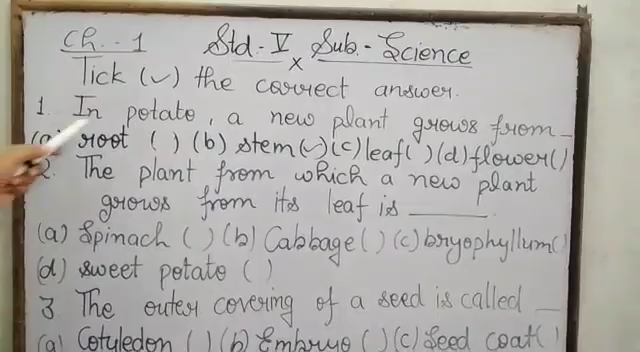 Ch. - 1 Std. - V Sub. - Science
x
Tick (✓) the correct answer.
1. In potato, a new plant grows from _
(a) root ( ) (b) stem (✓) (c) leaf ( ) (d) flower ( )
2. The plant from which a new plant
grows from its leaf is ______
(a) Spinach ( ) (b) Cabbage ( ) (c) bryophyllum ( )
(d) sweet potato ( )
3 The outer covering of a seed is called _
(a) Cotyledon ( ) (b) Embryo ( ) (c) Seed coat ( )